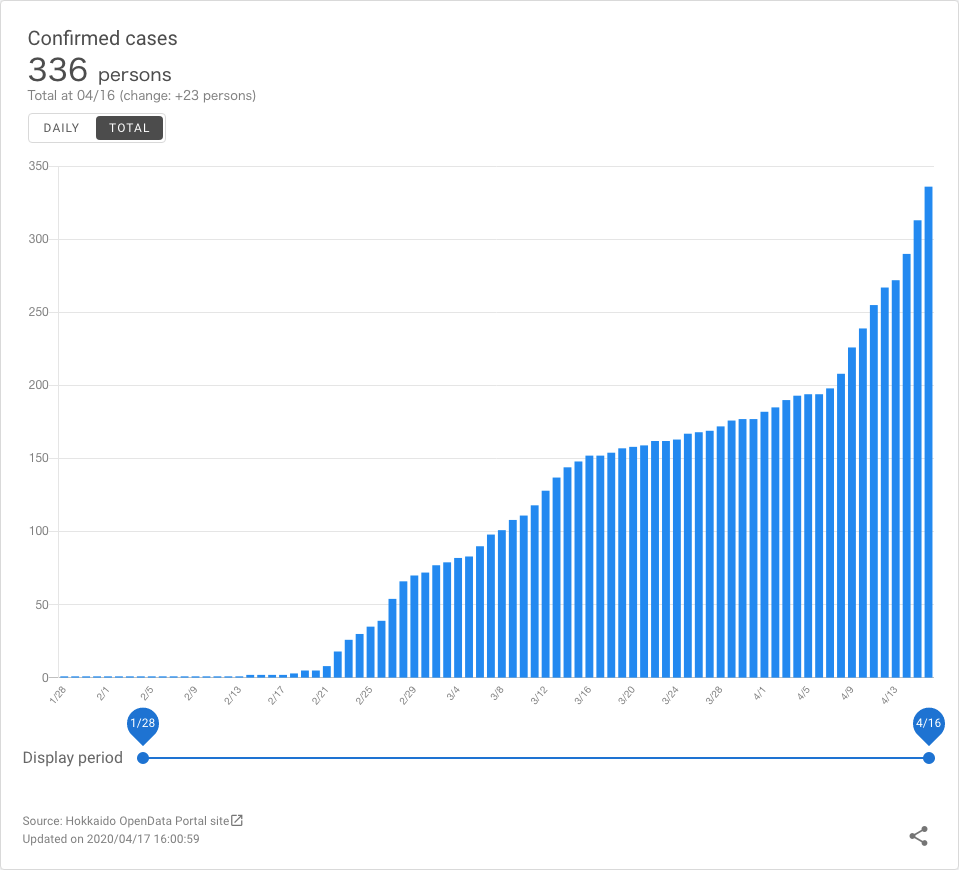 Confirmed cases
336 persons
Total at 04/16 (change: +23 persons)
DAILY TOTAL
350
300
250
200
150
100
50
0
1/28 2/1 2/5 2/9 2/13 2/17 2/21 2/25 2/29 3/4 3/8 3/12 3/16 3/20 3/24 3/28 4/1 4/5 4/9 4/13
1/28 4/16
Display period
Source: Hokkaido OpenData Portal site
Updated on 2020/04/17 16:00:59